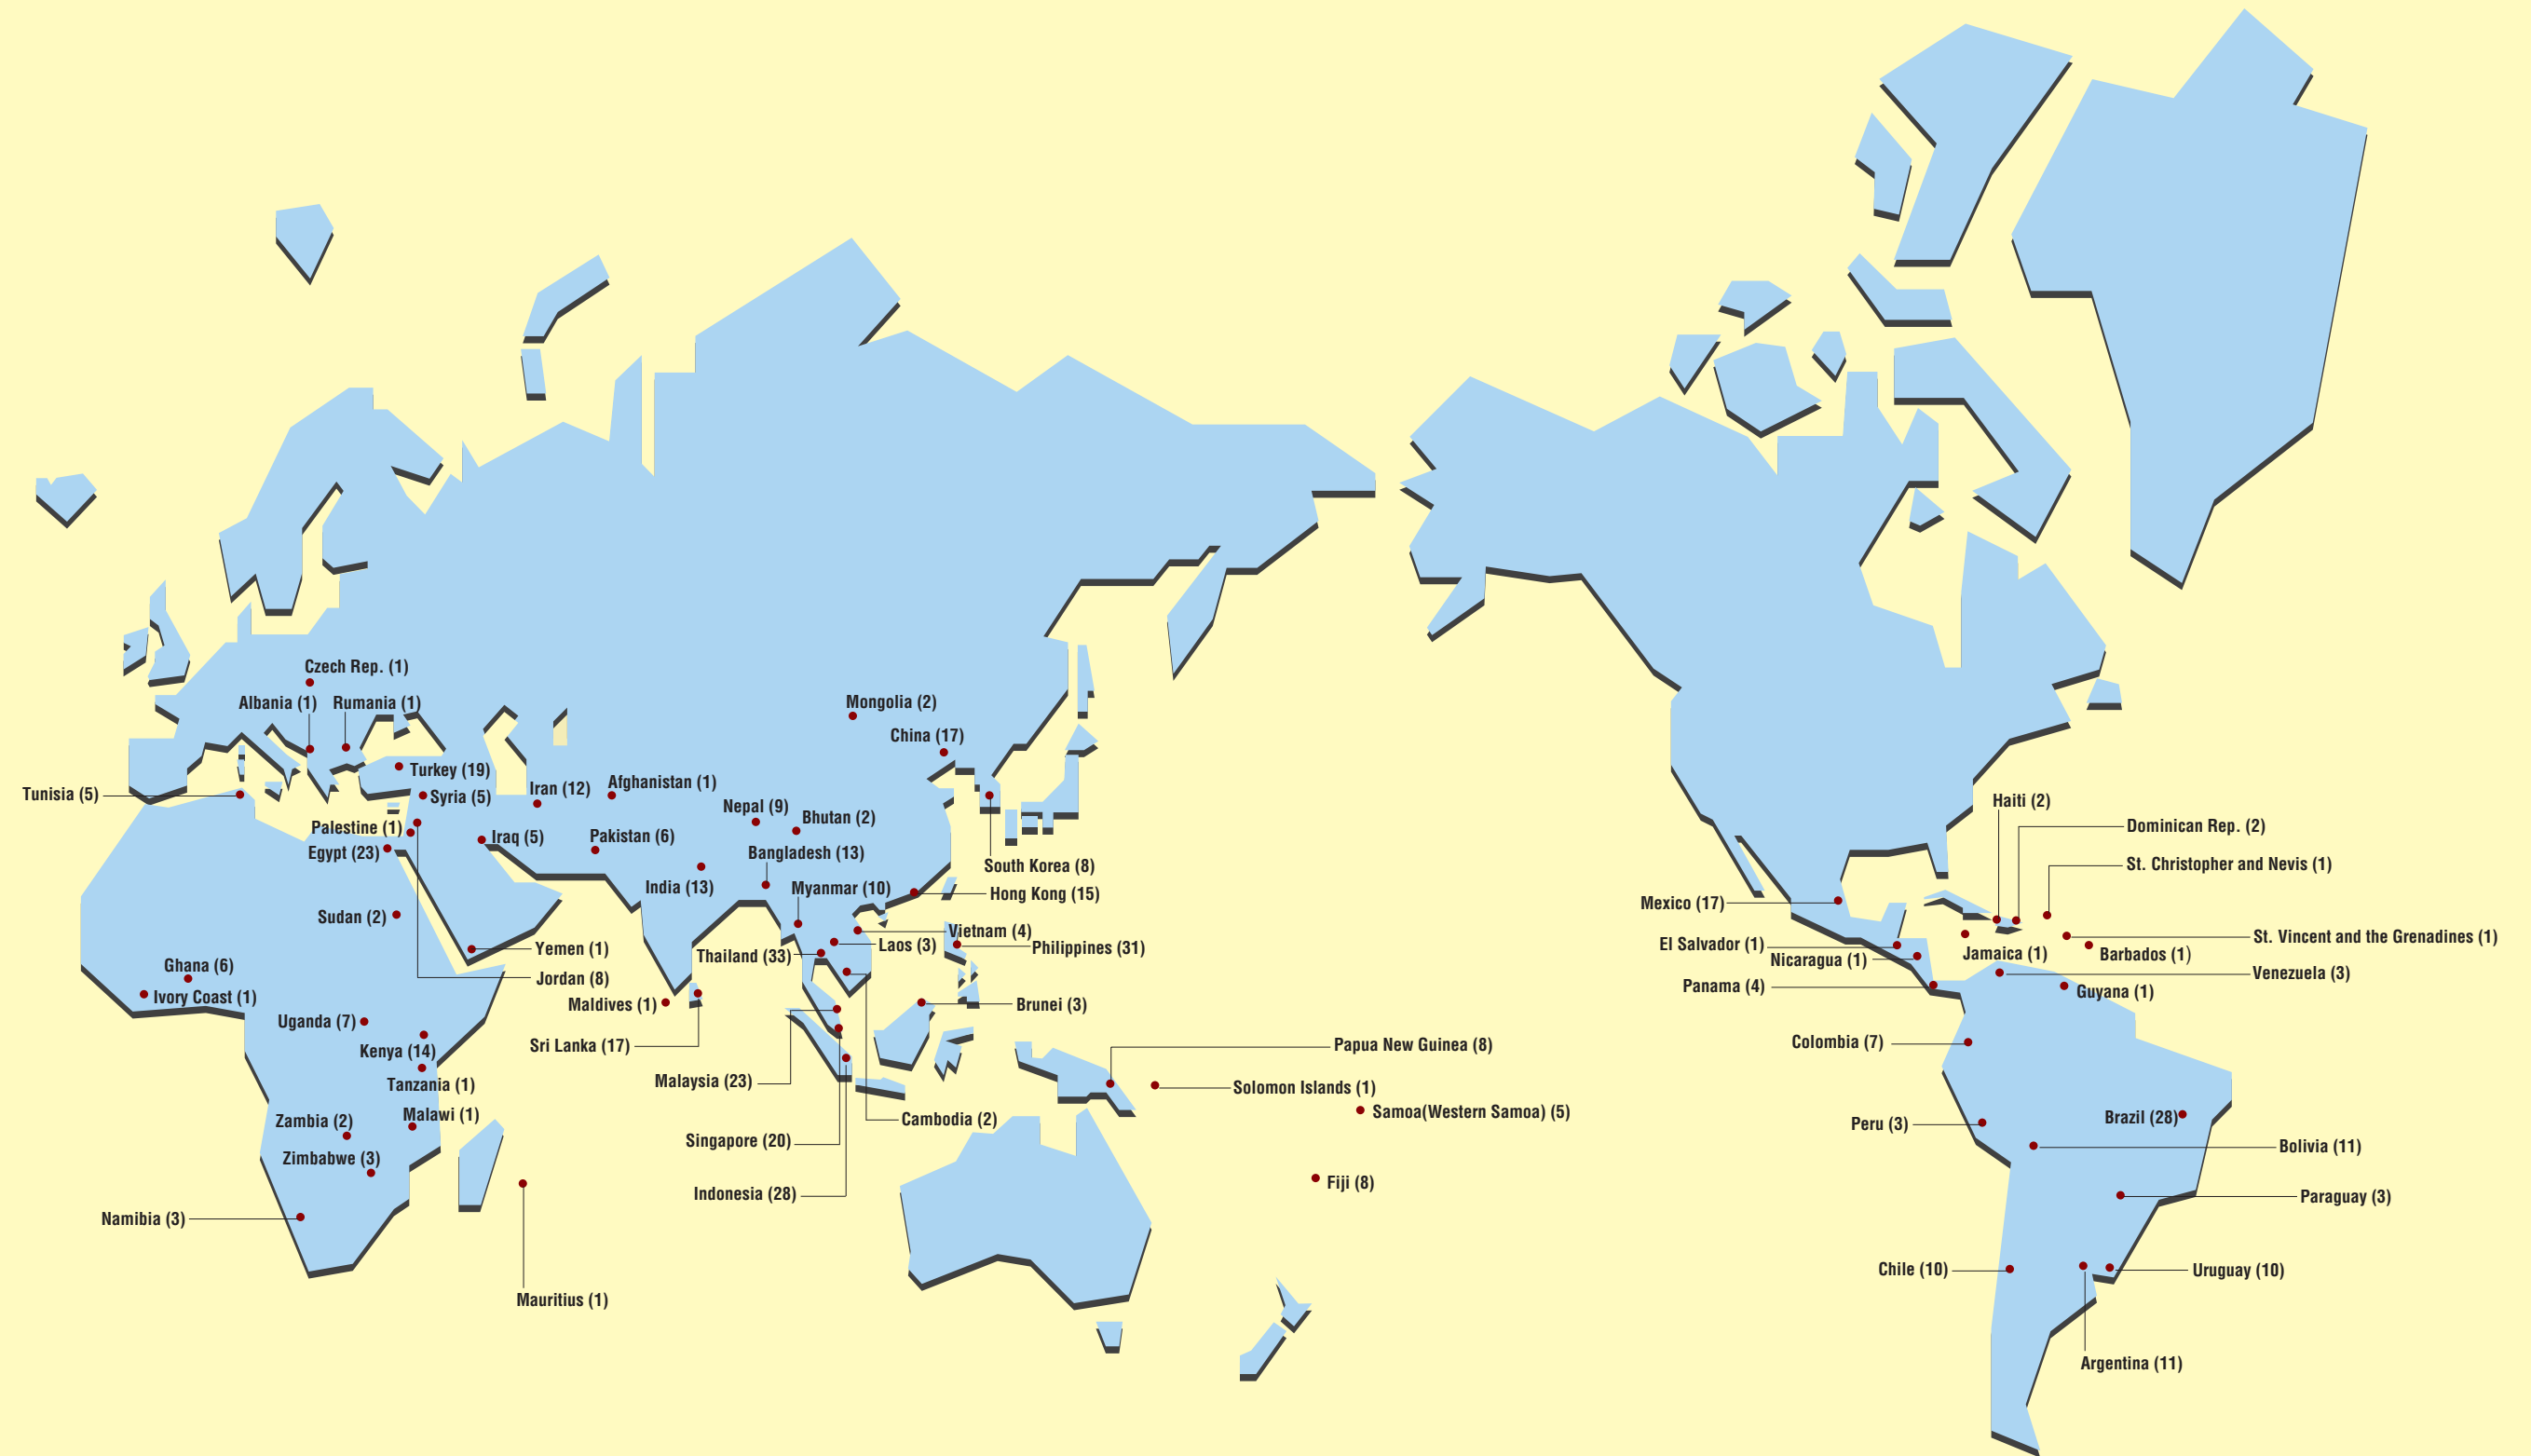 Czech Rep. (1)
Albania (1)
Rumania (1)
Mongolia (2)
China (17)
Turkey (19)
Tunisia (5)
Syria (5)
Iran (12)
Afghanistan (1)
Nepal (9)
Bhutan (2)
Palestine (1)
Iraq (5)
Pakistan (6)
Egypt (23)
Bangladesh (13)
South Korea (8)
India (13)
Myanmar (10)
Hong Kong (15)
Sudan (2)
Yemen (1)
Vietnam (4)
Laos (3)
Philippines (31)
Thailand (33)
Ghana (6)
Jordan (8)
Ivory Coast (1)
Maldives (1)
Brunei (3)
Uganda (7)
Kenya (14)
Sri Lanka (17)
Papua New Guinea (8)
Tanzania (1)
Malaysia (23)
Solomon Islands (1)
Malawi (1)
Zambia (2)
Cambodia (2)
Samoa(Western Samoa) (5)
Singapore (20)
Zimbabwe (3)
Indonesia (28)
Fiji (8)
Namibia (3)
Mauritius (1)
Haiti (2)
Dominican Rep. (2)
St. Christopher and Nevis (1)
Mexico (17)
St. Vincent and the Grenadines (1)
El Salvador (1)
Jamaica (1)
Barbados (1)
Nicaragua (1)
Venezuela (3)
Panama (4)
Guyana (1)
Colombia (7)
Peru (3)
Brazil (28)
Bolivia (11)
Paraguay (3)
Chile (10)
Uruguay (10)
Argentina (11)